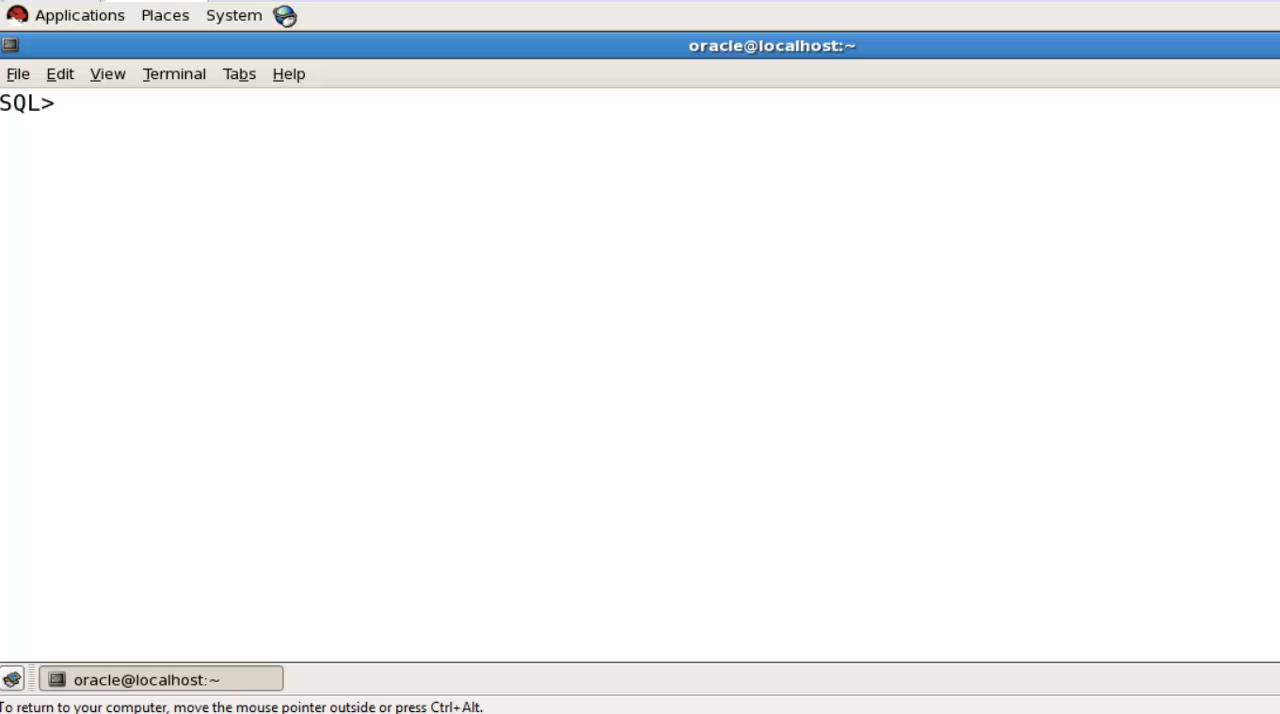 Applications Places System
oracle@localhost:~
File Edit View Terminal Tabs Help
SQL>
oracle@localhost:~
To return to your computer, move the mouse pointer outside or press Ctrl+Alt.